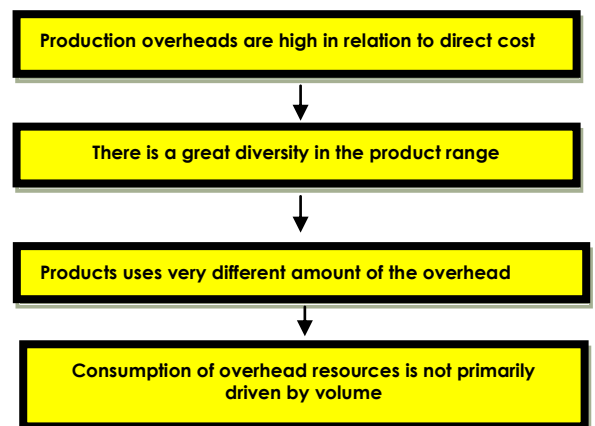 Production overheads are high in relation to direct cost
There is a great diversity in the product range
Products uses very different amount of the overhead
Consumption of overhead resources is not primarily
driven by volume